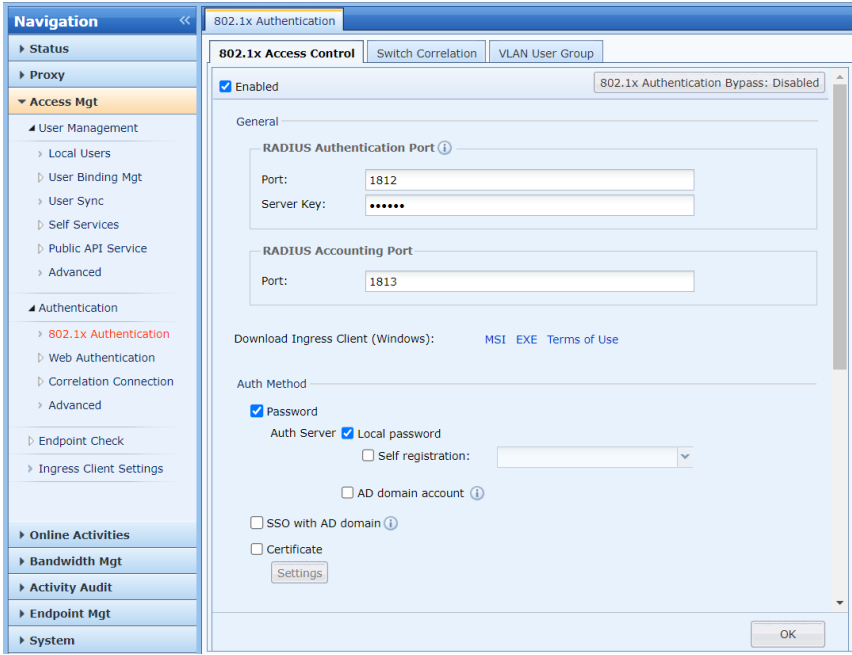 Navigation
Status
Proxy
Access Mgt
User Management
Local Users
User Binding Mgt
User Sync
Self Services
Public API Service
Advanced
Authentication
802.1x Authentication
Web Authentication
Correlation Connection
Advanced
Endpoint Check
Ingress Client Settings
Online Activities
Bandwidth Mgt
Activity Audit
Endpoint Mgt
System
802.1x Authentication
802.1x Access Control Switch Correlation VLAN User Group
Enabled 802.1x Authentication Bypass: Disabled
General
RADIUS Authentication Port
Port: 1812
Server Key: ••••••
RADIUS Accounting Port
Port: 1813
Download Ingress Client (Windows): MSI EXE Terms of Use
Auth Method
Password
Auth Server Local password
Self registration:
AD domain account
SSO with AD domain
Certificate
Settings
OK